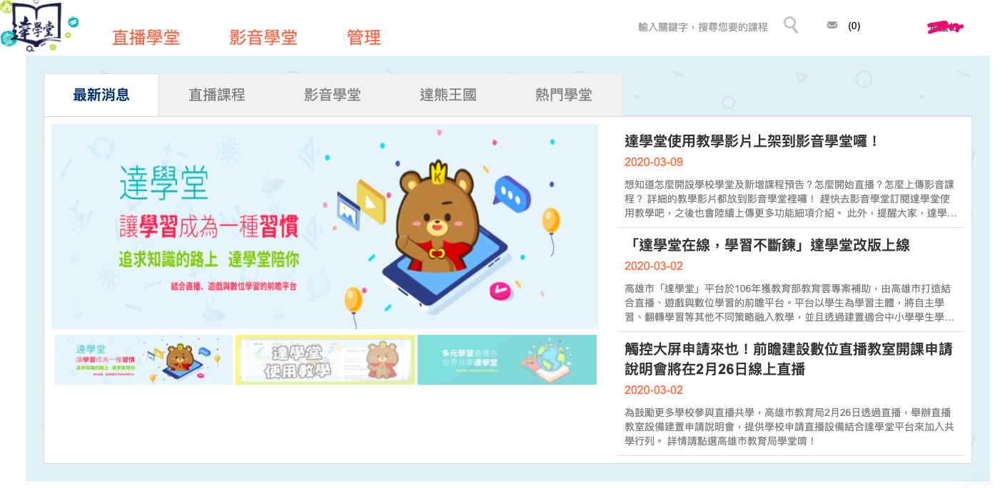 達學堂
直播學堂 影音學堂 管理
輸入關鍵字，搜尋您要的課程
(0)
最新消息 直播課程 影音學堂 達熊王國 熱門學堂
達學堂
讓學習成為一種習慣
追求知識的路上 達學堂陪你
結合直播、遊戲與數位學習的前瞻平台
K
達學堂
讓學習成為一種習慣
追求知識的路上 達學堂陪你
達學堂
使用教學
多元學習直播夯
世界共享達學堂
達學堂使用教學影片上架到影音學堂囉！
2020-03-09
想知道怎麼開設學校學堂及新增課程預告？怎麼開始直播？怎麼上傳影音課
程？ 詳細的教學影片都放到影音學堂裡囉！ 趕快去影音學堂訂閱達學堂使
用教學吧，之後也會陸續上傳更多功能細項介紹。 此外，提醒大家，達學…
「達學堂在線，學習不斷鍊」達學堂改版上線
2020-03-02
高雄市「達學堂」平台於106年獲教育部教育雲專案補助，由高雄市打造結
合直播、遊戲與數位學習的前瞻平台。平台以學生為學習主體，將自主學
習、翻轉學習等其他不同策略融入教學，並且透過建置適合中小學學生學…
觸控大屏申請來也！前瞻建設數位直播教室開課申請
說明會將在2月26日線上直播
2020-03-02
為鼓勵更多學校參與直播共學，高雄市教育局2月26日透過直播，舉辦直播
教室設備建置申請說明會，提供學校申請直播設備結合達學堂平台來加入共
學行列。 詳情請點選高雄市教育局學堂唷！